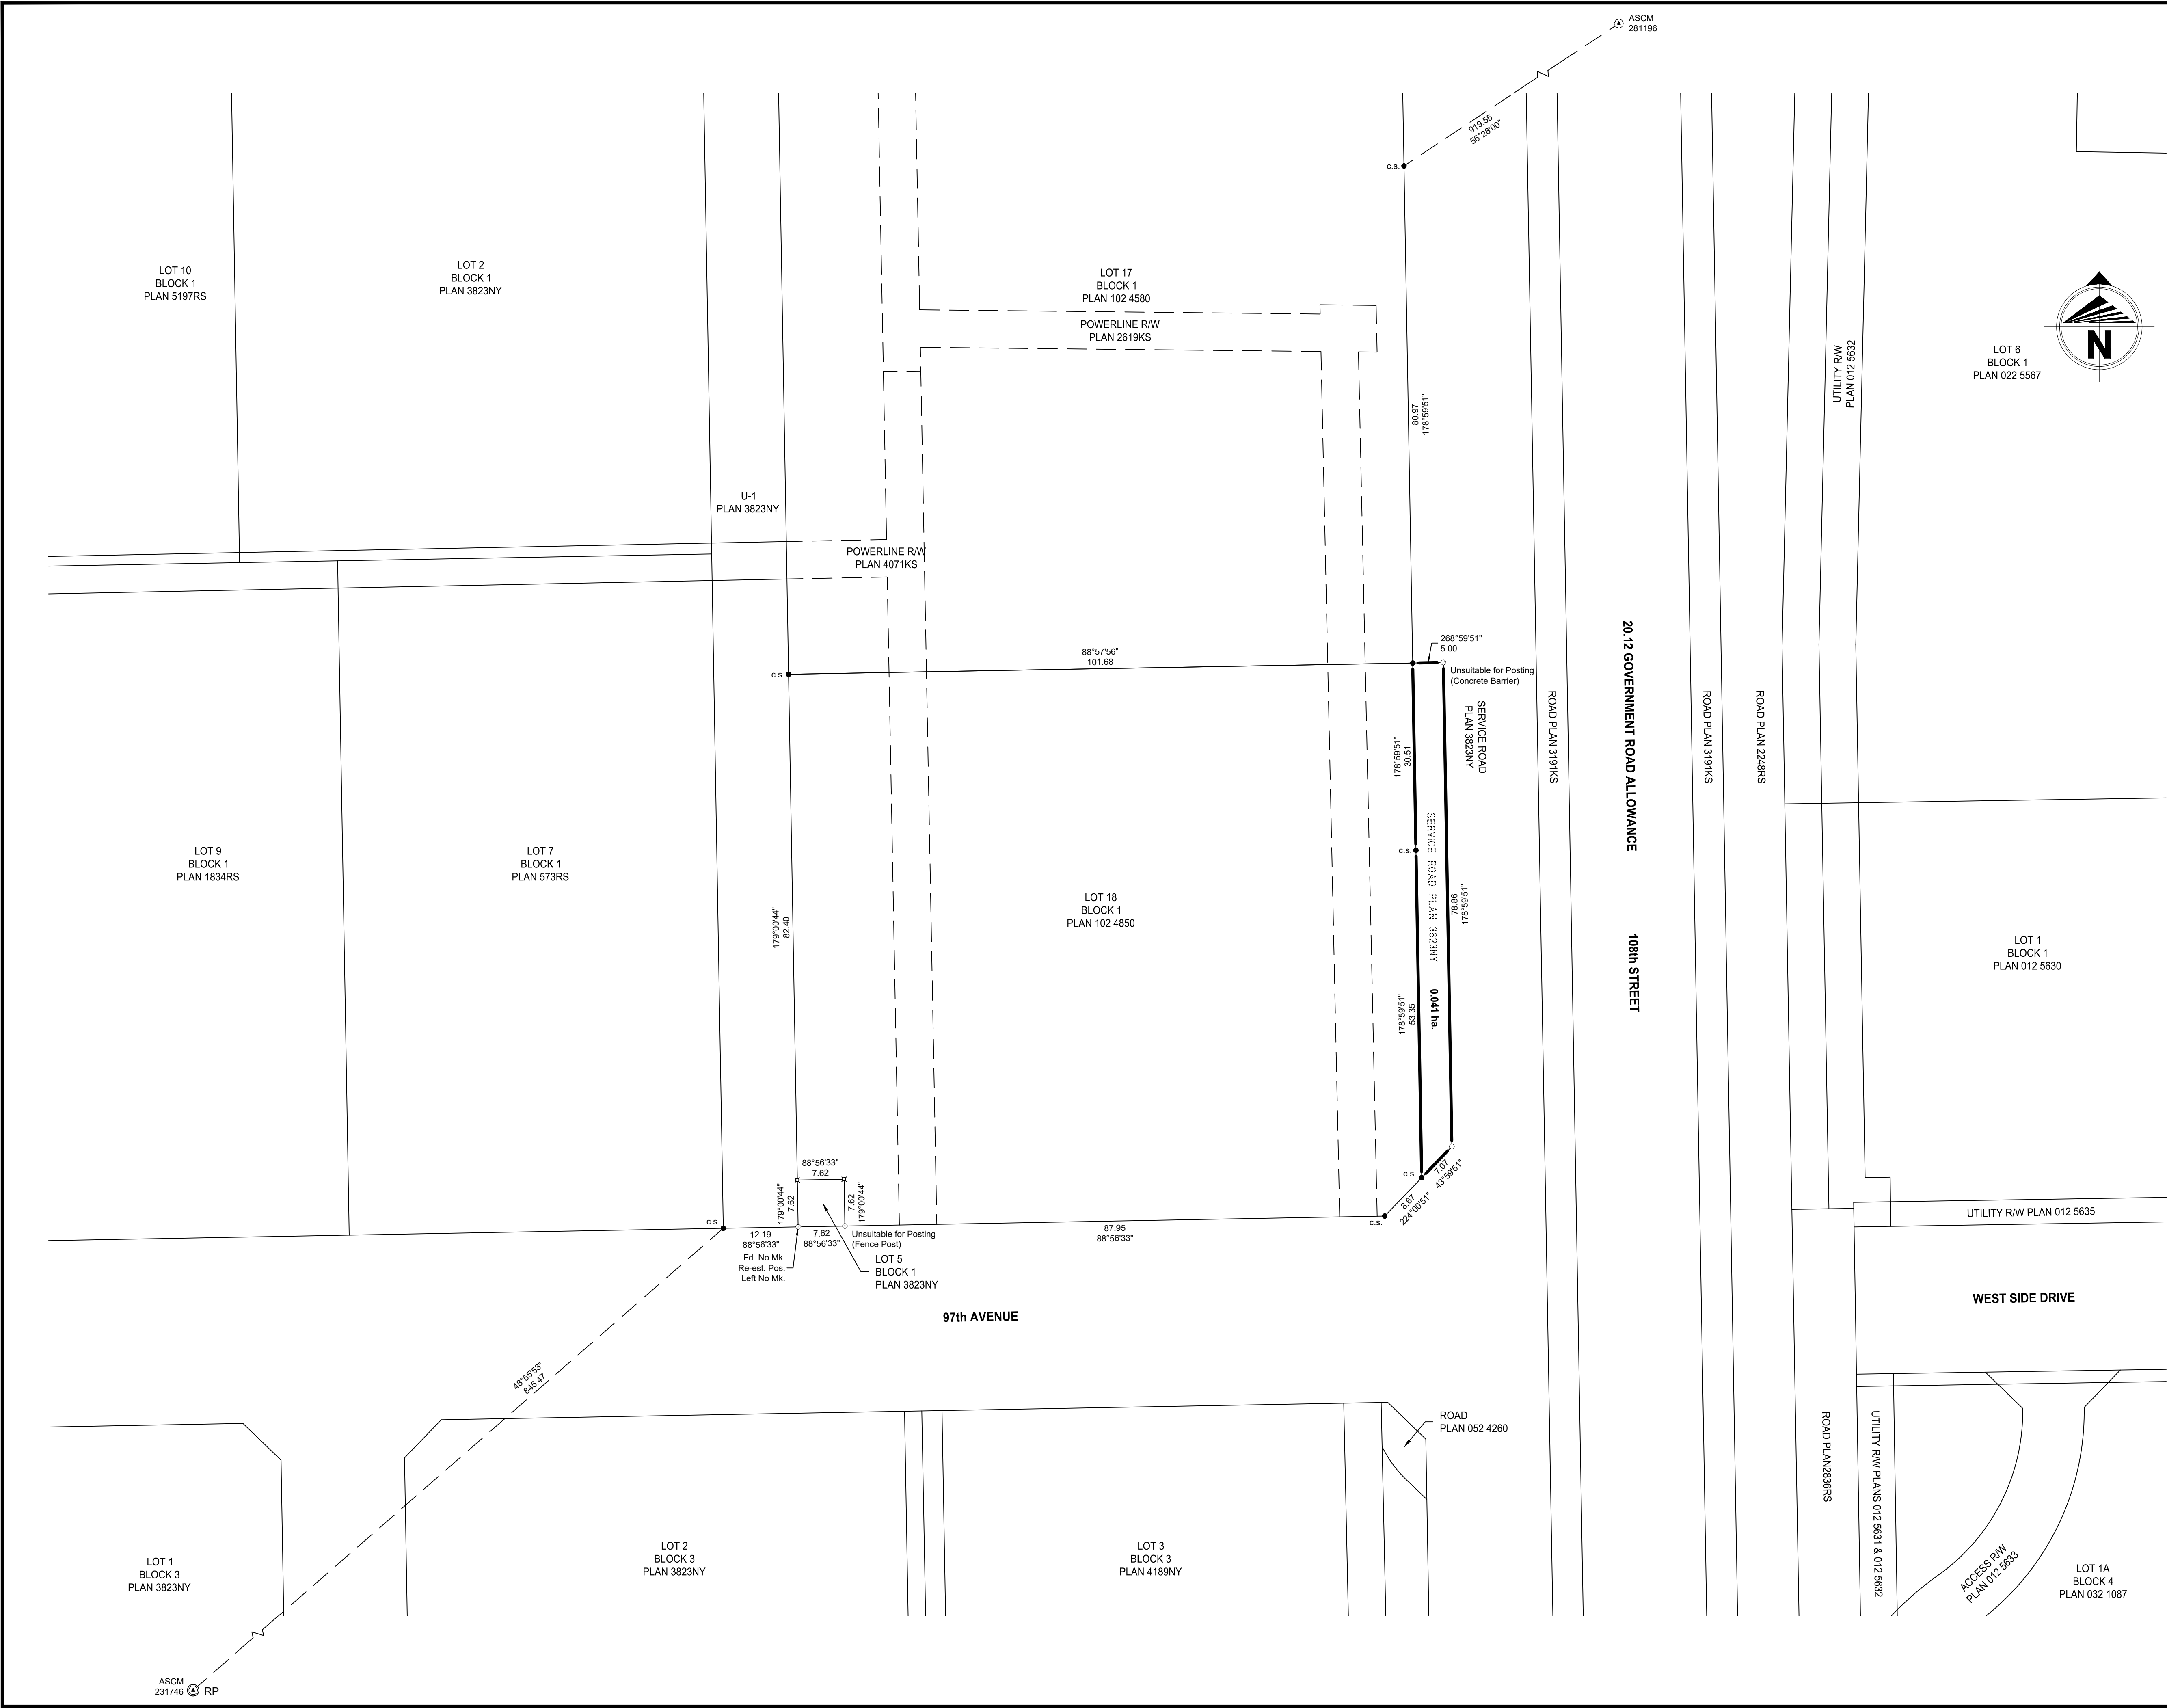 ASCM
281196
919.55
56°28'00"
c.s.
LOT 10
BLOCK 1
PLAN 5197RS
LOT 2
BLOCK 1
PLAN 3823NY
LOT 17
BLOCK 1
PLAN 102 4580
POWERLINE R/W
PLAN 2619KS
UTILITY R/W
PLAN 012 5632
LOT 6
BLOCK 1
PLAN 022 5567
N
80.97
178°59'51"
U-1
PLAN 3823NY
POWERLINE R/W
PLAN 4071KS
88°57'56"
101.68
c.s.
268°59'51"
5.00
Unsuitable for Posting
(Concrete Barrier)
SERVICE ROAD
PLAN 3823NY
ROAD PLAN 3191KS
20.12 GOVERNMENT ROAD ALLOWANCE
108th STREET
ROAD PLAN 3191KS
ROAD PLAN 2248RS
178°59'51"
30.51
c.s.
SERVICE ROAD PLAN 3823NY
0.041 ha.
178°59'51"
78.86
178°59'51"
53.35
LOT 9
BLOCK 1
PLAN 1834RS
LOT 7
BLOCK 1
PLAN 573RS
179°00'44"
82.40
LOT 18
BLOCK 1
PLAN 102 4850
LOT 1
BLOCK 1
PLAN 012 5630
88°56'33"
7.62
179°00'44"
7.62
7.62
179°00'44"
c.s.
7.07
43°59'51"
8.67
224°00'51"
c.s.
c.s.
12.19
88°56'33"
7.62
88°56'33"
Unsuitable for Posting
(Fence Post)
87.95
88°56'33"
Fd. No Mk.
Re-est. Pos.
Left No Mk.
LOT 5
BLOCK 1
PLAN 3823NY
UTILITY R/W PLAN 012 5635
97th AVENUE
WEST SIDE DRIVE
48°55'53"
845.47
ROAD
PLAN 052 4260
ROAD PLAN2836RS
UTILITY R/W PLANS 012 5631 & 012 5632
LOT 1
BLOCK 3
PLAN 3823NY
LOT 2
BLOCK 3
PLAN 3823NY
LOT 3
BLOCK 3
PLAN 4189NY
ACCESS R/W
PLAN 012 5633
LOT 1A
BLOCK 4
PLAN 032 1087
ASCM
231746
RP